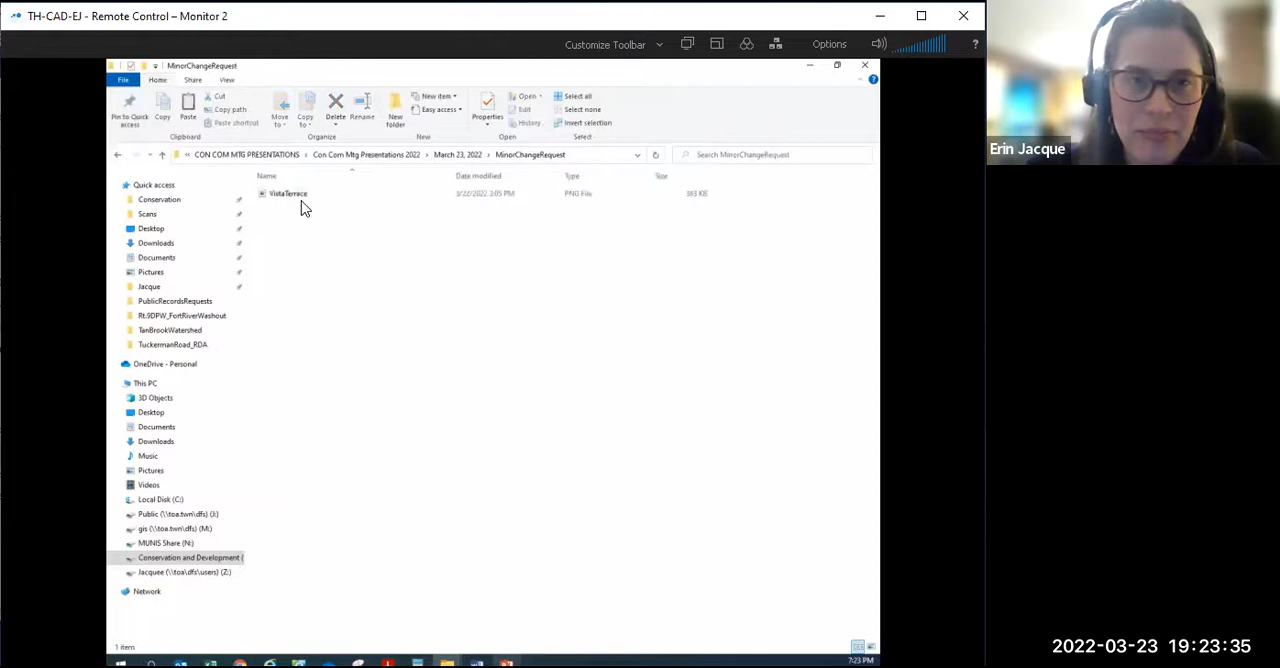 TH-CAD-EJ - Remote Control – Monitor 2
Customize Toolbar Options ?
MinorChangeRequest
File Home Share View
Pin to Quick access
Copy
Paste
Cut
Copy path
Paste shortcut
Clipboard
Move to
Copy to
Delete
Rename
Organize
New folder
New item
Easy access
New
Properties
Open
Edit
History
Open
Select all
Select none
Invert selection
Select
« CON COM MTG PRESENTATIONS › Con Com Mtg Presentations 2022 › March 23, 2022 › MinorChangeRequest
Search MinorChangeRequest
Name Date modified Type Size
VistaTerrace 3/22/2022 3:05 PM PNG File
Quick access
Conservation
Scans
Desktop
Downloads
Documents
Pictures
Jacque
PublicRecordsRequests
Rt.9DPW_FortRiverWashout
TanBrookWatershed
TuckermanRoad_RDA
OneDrive - Personal
This PC
3D Objects
Desktop
Documents
Downloads
Music
Pictures
Videos
Local Disk (C:)
Public (\\toa.twn\dfs) (J:)
gis (\\toa.twn\dfs) (M:)
MUNIS Share (N:)
Conservation and Development (
Jacquee (\\toa\dfs\users) (Z:)
Network
1 item
7:23 PM
Erin Jacque
2022-03-23 19:23:35